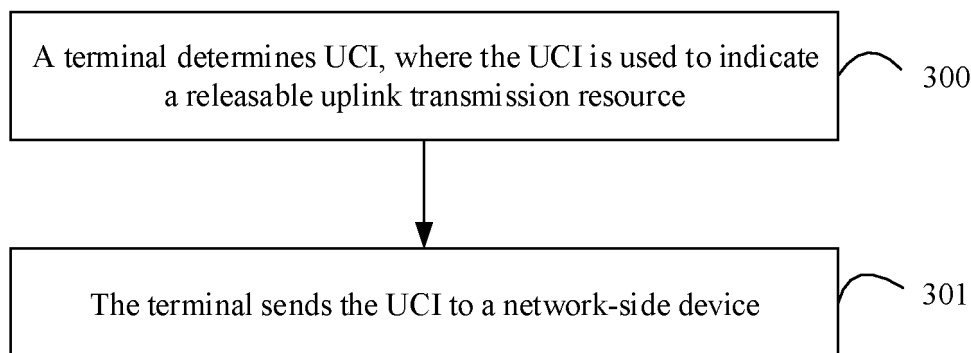 A terminal determines UCI, where the UCI is used to indicate
a releasable uplink transmission resource
300
The terminal sends the UCI to a network-side device
301